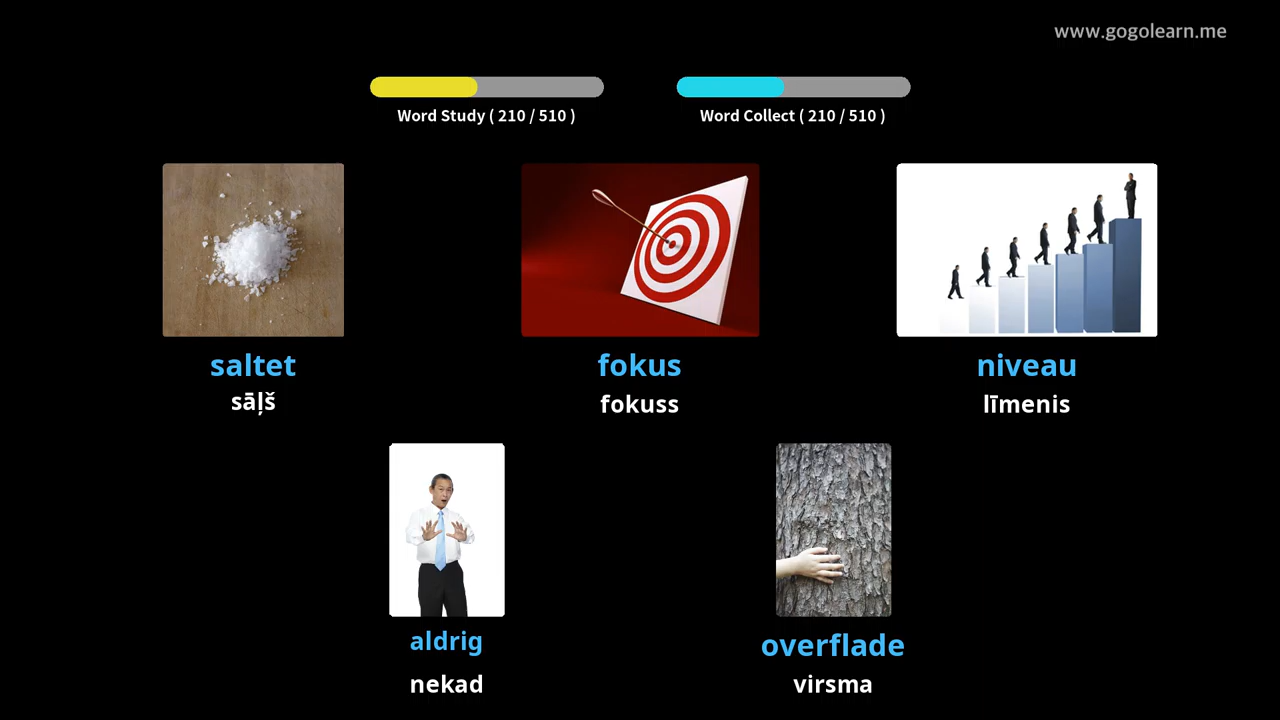 www.gogolearn.me
Word Study ( 210 / 510 )
Word Collect ( 210 / 510 )
saltet
sāļš
fokus
fokuss
niveau
līmenis
aldrig
nekad
overflade
virsma